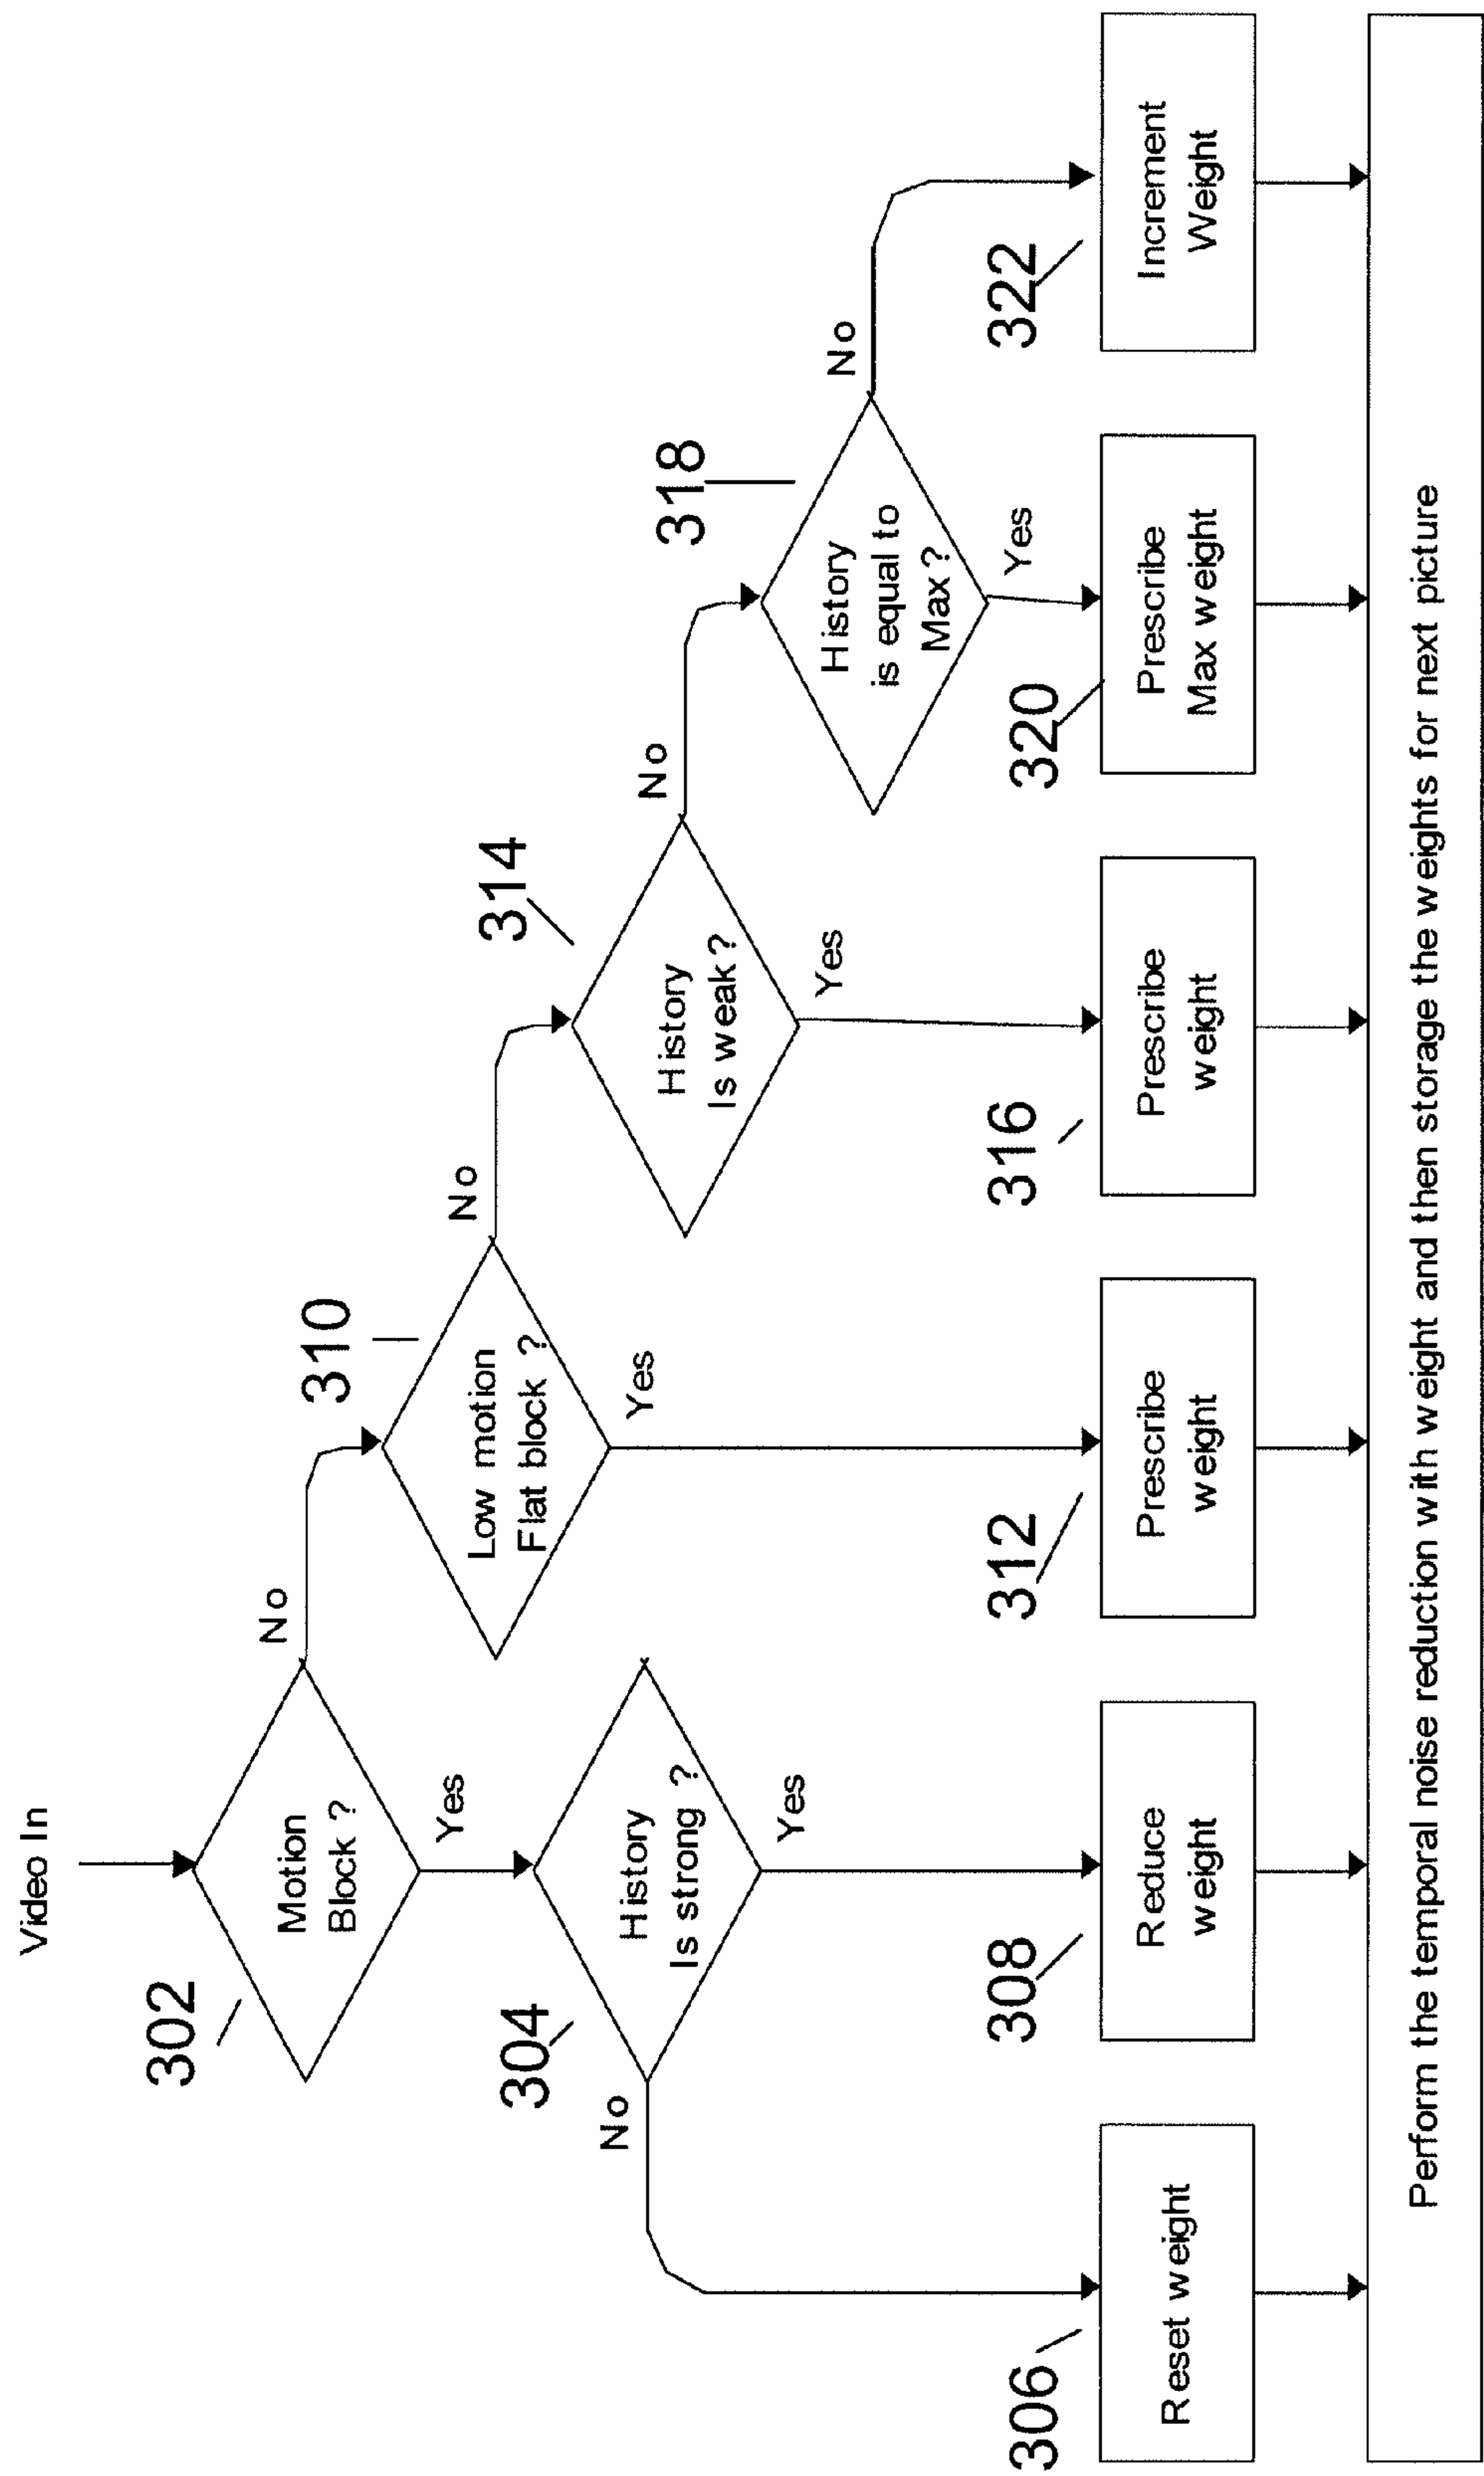 Video In
302
Motion
Block ?
No
Yes
304
History
Is strong ?
No
Yes
310
Low motion
Flat block ?
No
Yes
314
History
Is weak?
No
Yes
318
History
is equal to
Max?
No
Yes
306
Reset weight
308
Reduce
weight
312
Prescribe
weight
316
Prescribe
weight
320
Prescribe
Max weight
322
Increment
Weight
Perform the temporal noise reduction with weight and then storage the weights for next picture